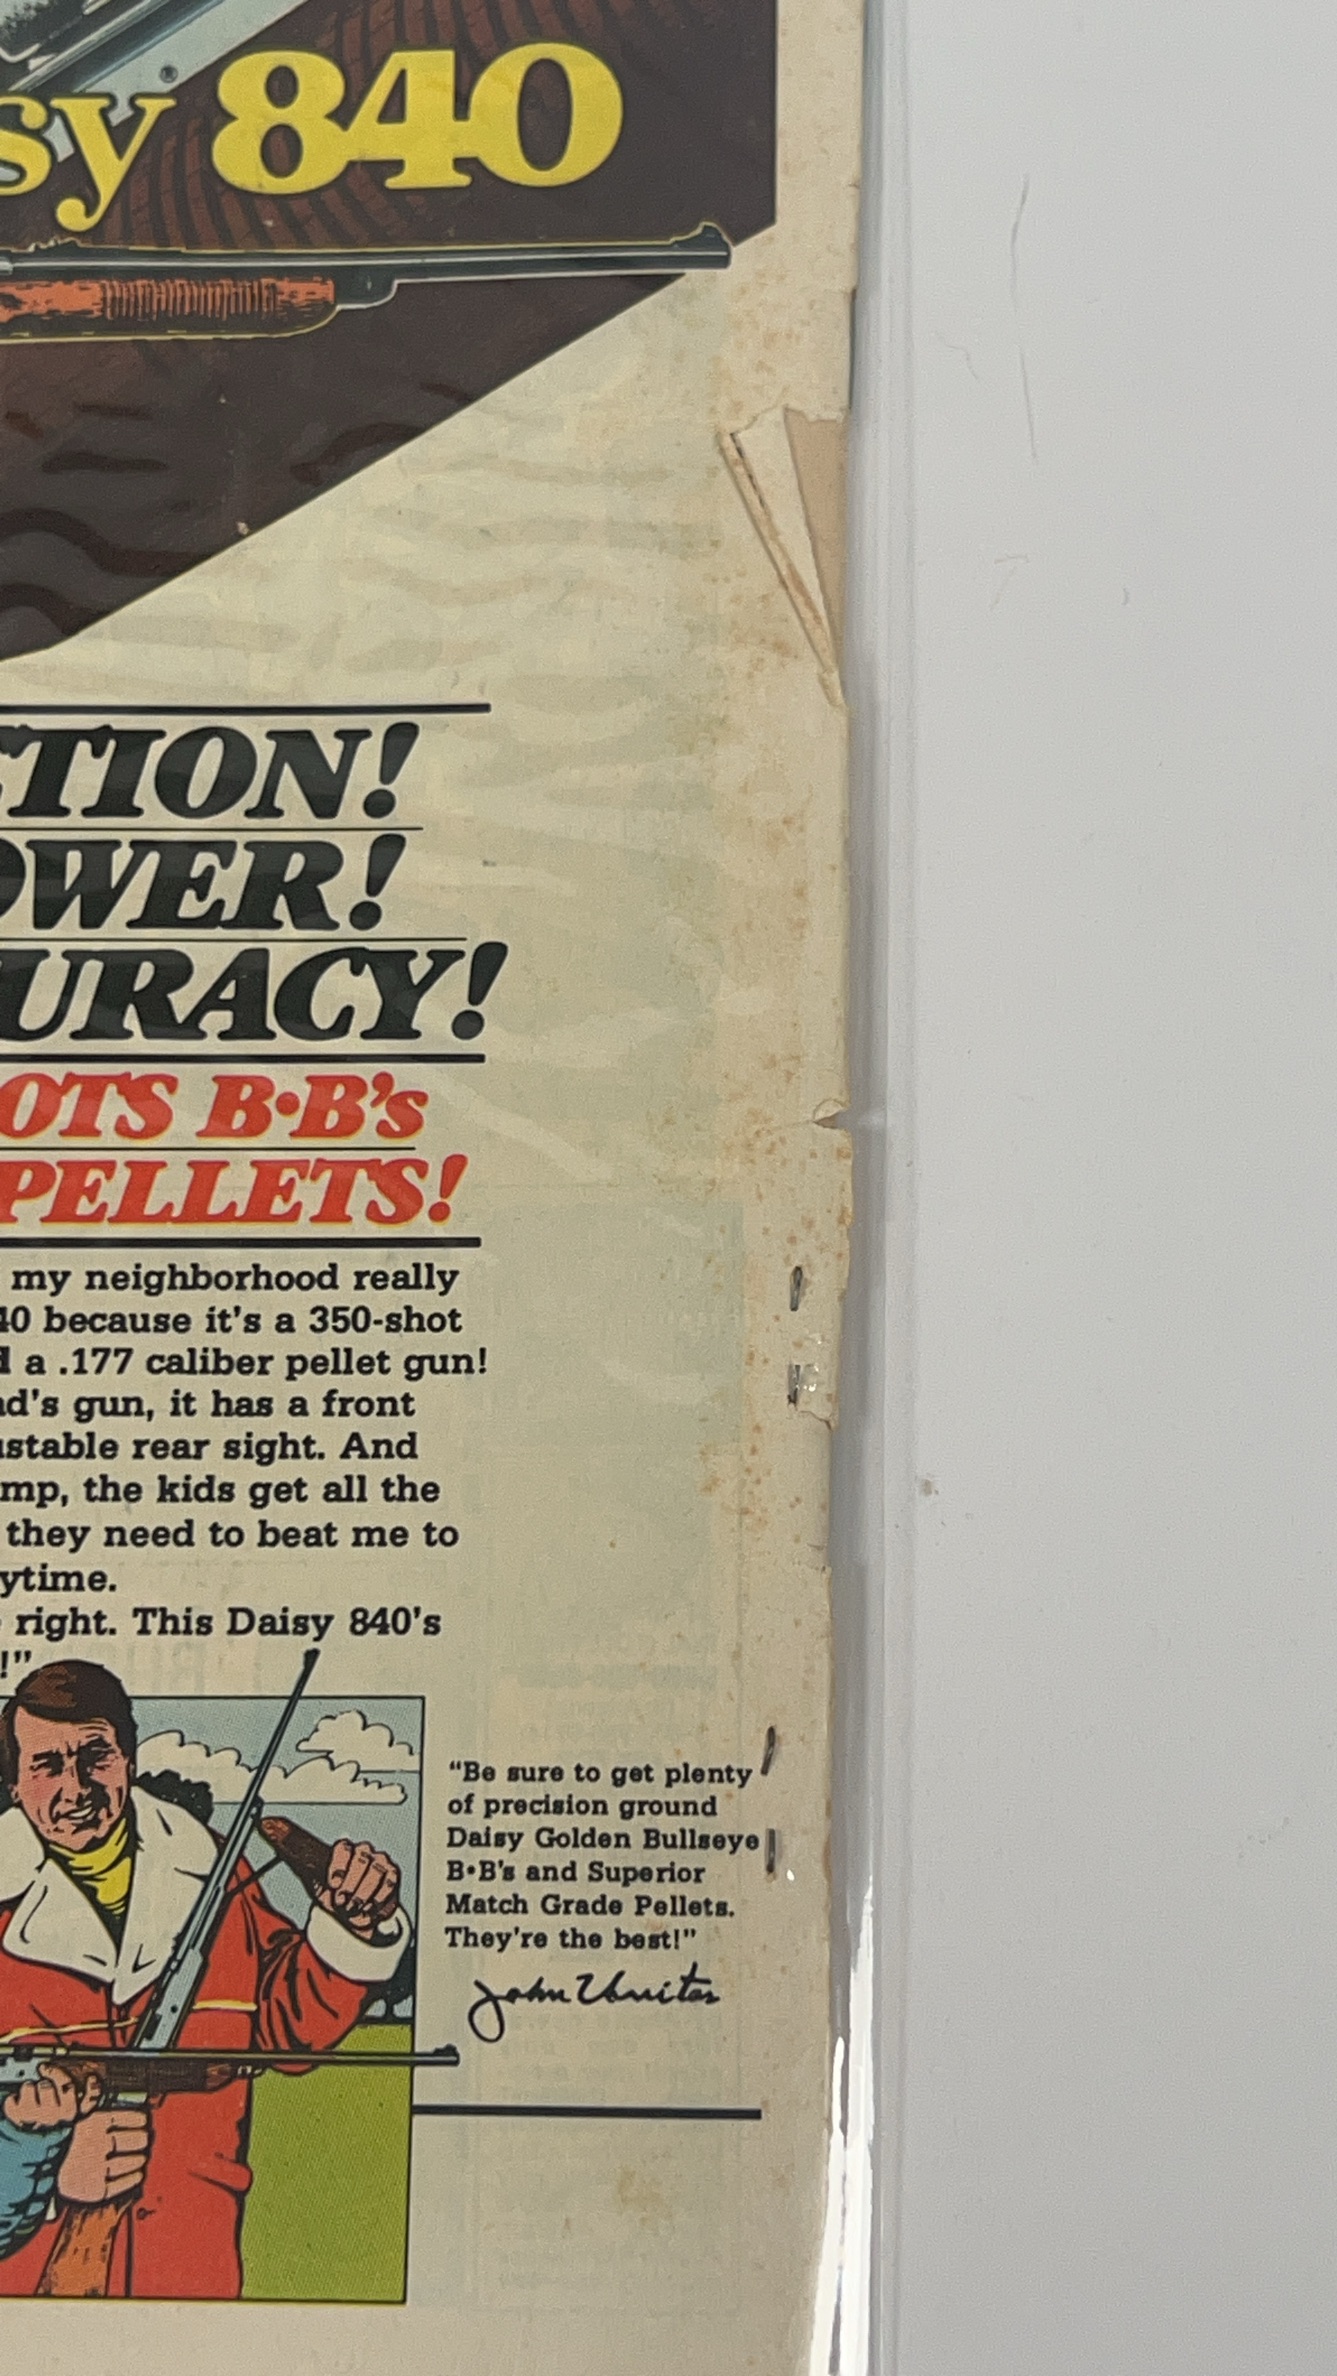 sy® 840
CTION!
OWER!
URACY!
OTS B•B's
PELLETS!
my neighborhood really
40 because it's a 350-shot
d a .177 caliber pellet gun!
ad's gun, it has a front
ustable rear sight. And
mp, the kids get all the
they need to beat me to
ytime.
right. This Daisy 840's
!”
“Be sure to get plenty
of precision ground
Daisy Golden Bullseye
B•B's and Superior
Match Grade Pellets.
They're the best!”
John Unitas